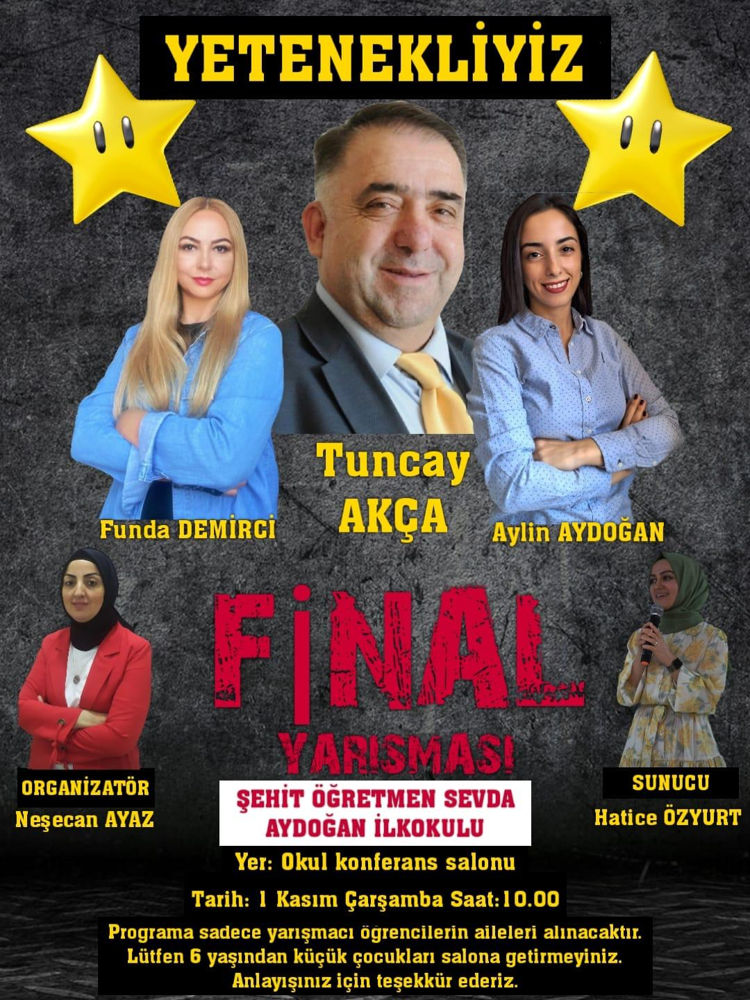 YETENEKLİYİZ
Tuncay
AKÇA
Funda DEMİRCİ
Aylin AYDOĞAN
FİNAL
YARISMASI
ORGANİZATÖR
Neşecan AYAZ
SUNUCU
Hatice ÖZYURT
ŞEHİT ÖĞRETMEN SEVDA
AYDOĞAN İLKOKULU
Yer: Okul konferans salonu
Tarih: 1 Kasım Çarşamba Saat:10.00
Programa sadece yarışmacı öğrencilerin aileleri alınacaktır.
Lütfen 6 yaşından küçük çocukları salona getirmeyiniz.
Anlayışınız için teşekkür ederiz.